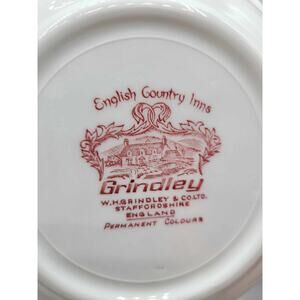 English Country Inns
Grindley
W.H.GRINDLEY & CO.LTD.
STAFFORDSHIRE
ENGLAND
PERMANENT COLOURS